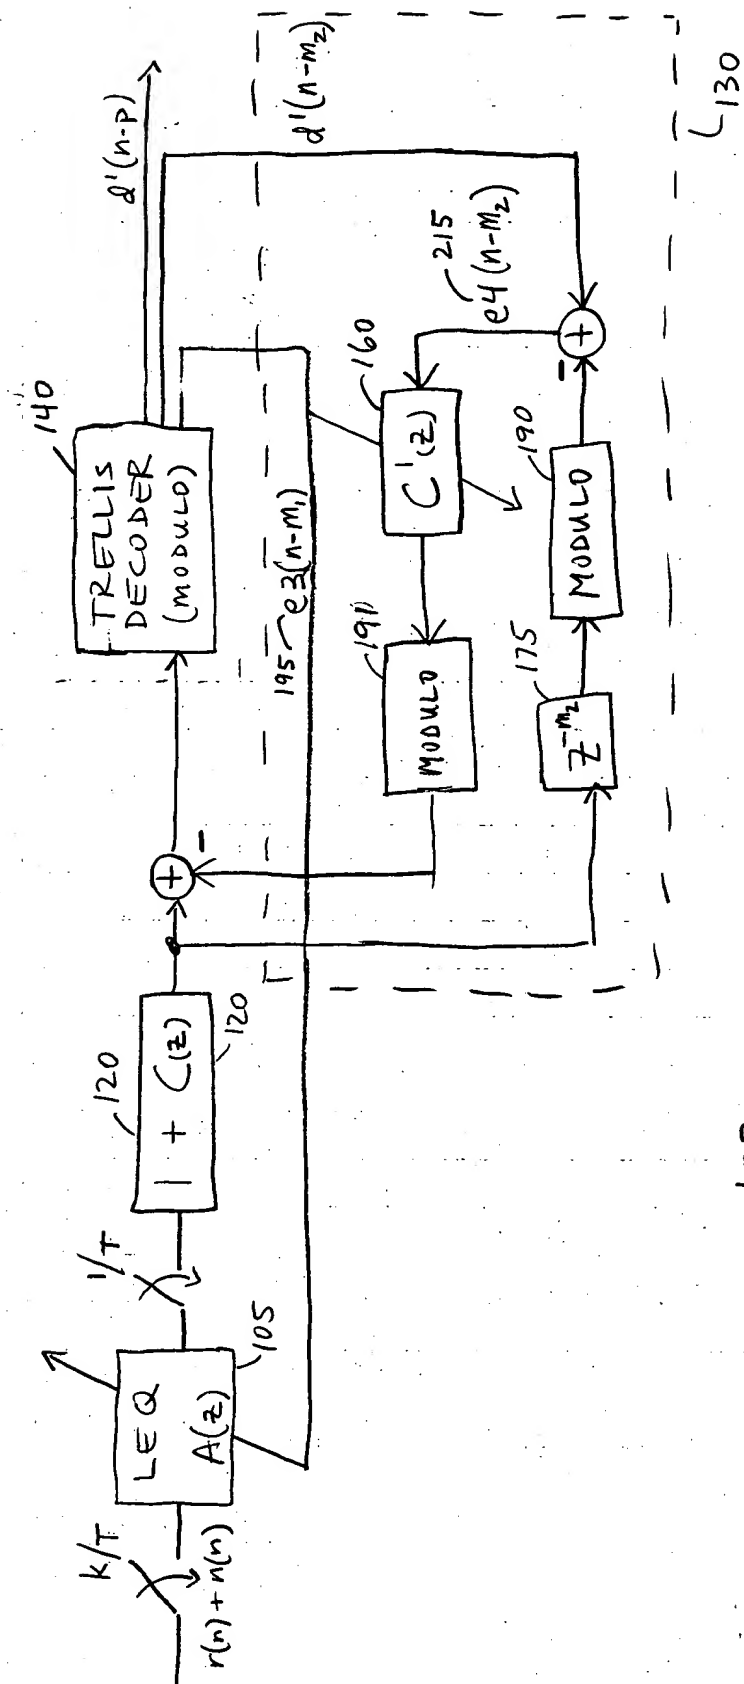 k/T
r(n) + n(n)
LEQ
A(z)
105
1/T
120
1 + C(z)
120
+
-
TRELLIS
DECODER
(MODULO)
140
d'(n-p)
d'(n-m2)
195 e3(n-m1)
191
MODULO
C'(z)
160
215
e4(n-m2)
+
-
190
MODULO
175
z^-m2
130